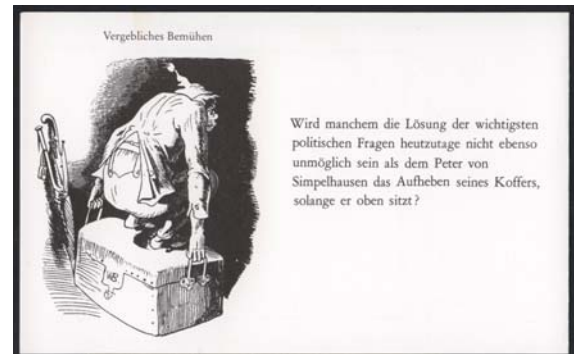 Vergebliches Bemühen
WB
Wird manchem die Lösung der wichtigsten
politischen Fragen heutzutage nicht ebenso
unmöglich sein als dem Peter von
Simpelhausen das Aufheben seines Koffers,
solange er oben sitzt?